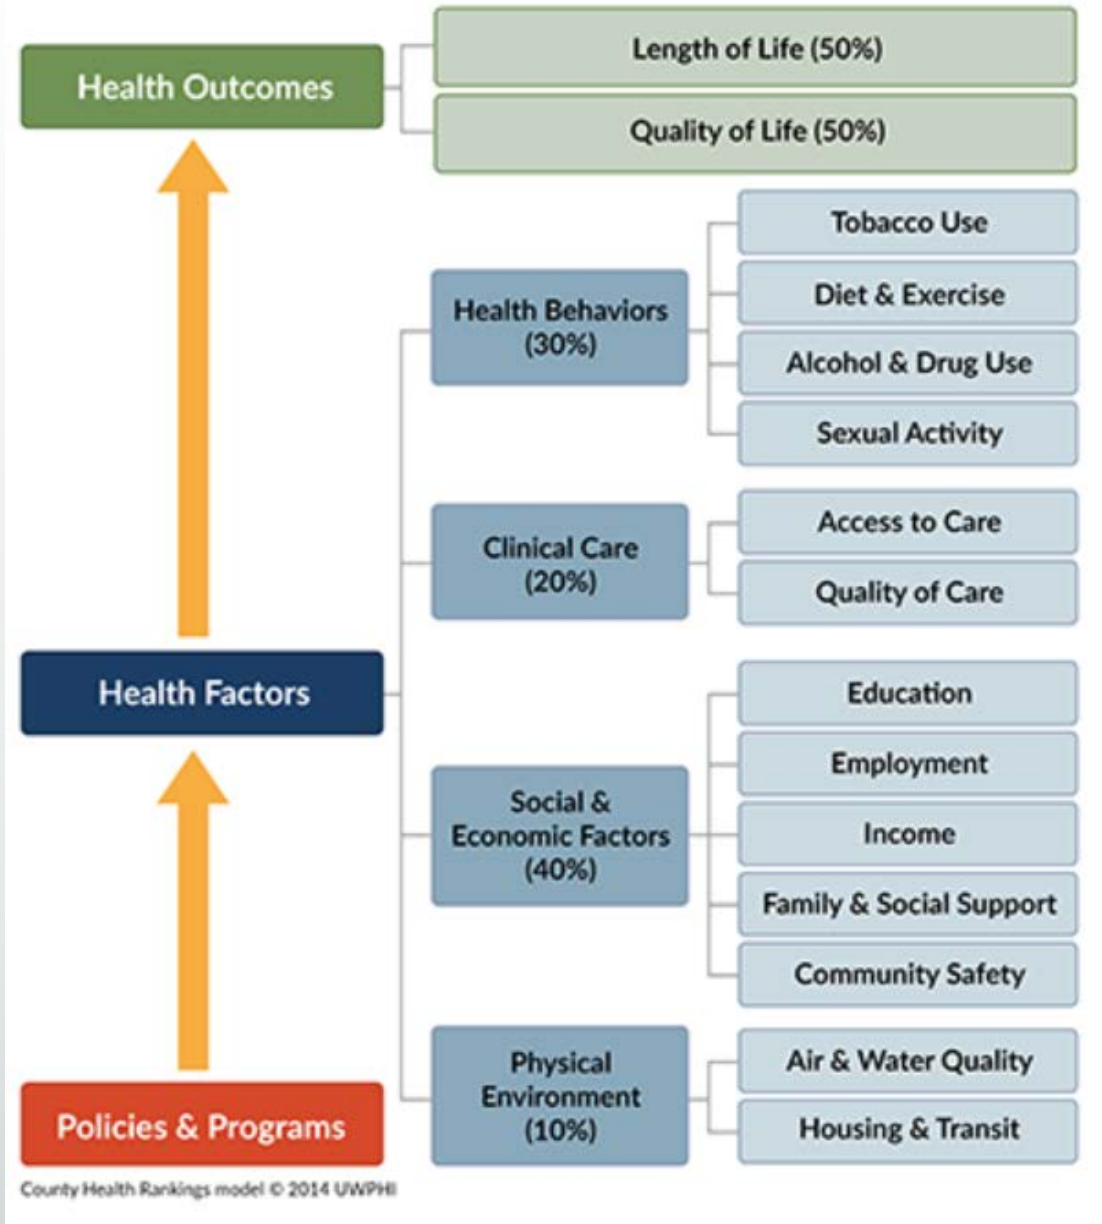 Health Outcomes
Length of Life (50%)
Quality of Life (50%)
Health Factors
Health Behaviors
(30%)
Tobacco Use
Diet & Exercise
Alcohol & Drug Use
Sexual Activity
Clinical Care
(20%)
Access to Care
Quality of Care
Social &
Economic Factors
(40%)
Education
Employment
Income
Family & Social Support
Community Safety
Physical
Environment
(10%)
Air & Water Quality
Housing & Transit
Policies & Programs
County Health Rankings model © 2014 UWPHI